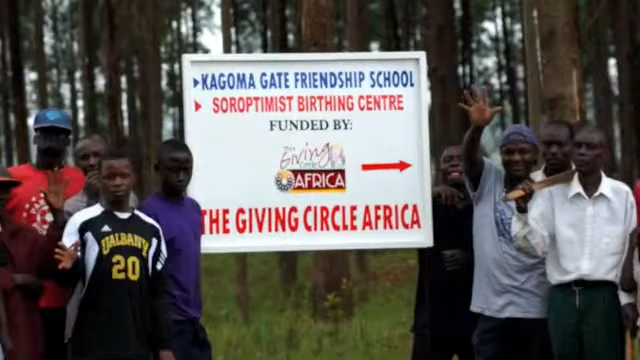 KAGOMA GATE FRIENDSHIP SCHOOL
SOROPTIMIST BIRTHING CENTRE
FUNDED BY:
The
Giving
Circle
AFRICA
THE GIVING CIRCLE AFRICA
UALBANY
20